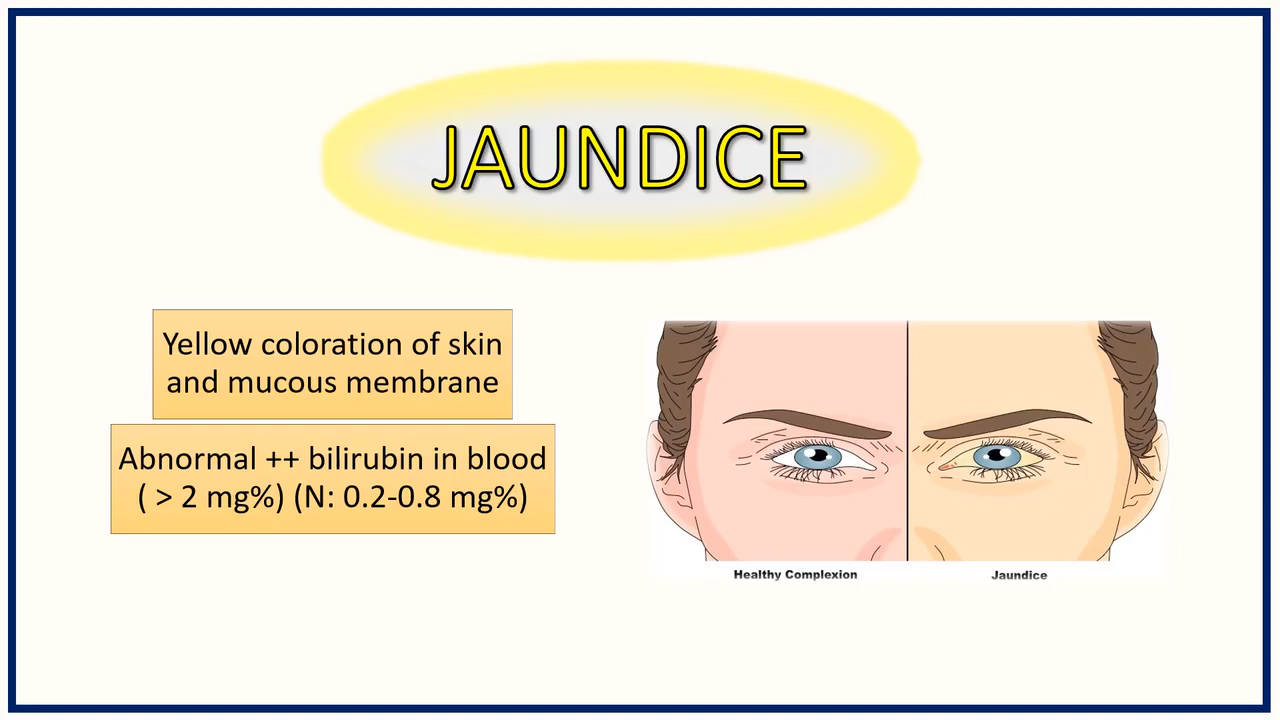 JAUNDICE
Yellow coloration of skin
and mucous membrane
Abnormal ++ bilirubin in blood
( > 2 mg%) (N: 0.2-0.8 mg%)
Healthy Complexion
Jaundice